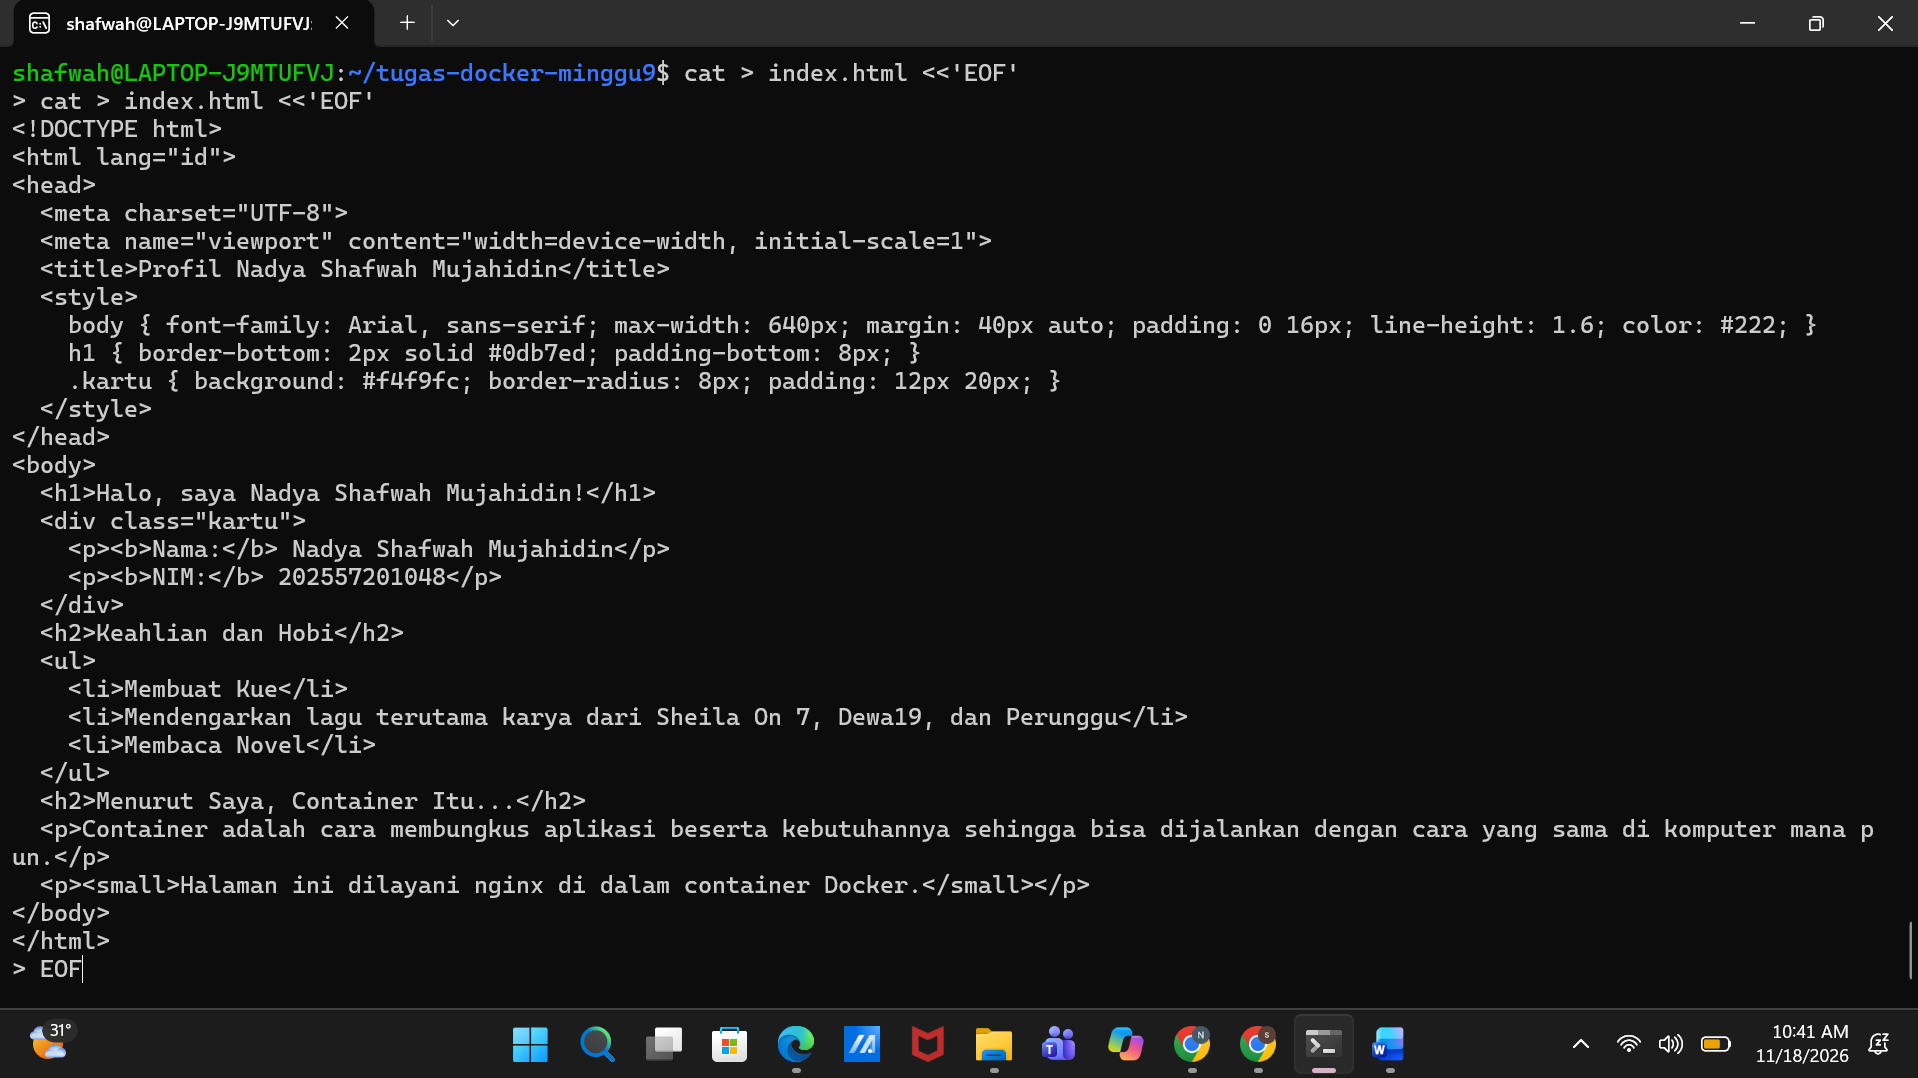 shafwah@LAPTOP-J9MTUFVJ:
shafwah@LAPTOP-J9MTUFVJ:~/tugas-docker-minggu9$ cat > index.html <<'EOF'
> cat > index.html <<'EOF'
<!DOCTYPE html>
<html lang="id">
<head>
  <meta charset="UTF-8">
  <meta name="viewport" content="width=device-width, initial-scale=1">
  <title>Profil Nadya Shafwah Mujahidin</title>
  <style>
    body { font-family: Arial, sans-serif; max-width: 640px; margin: 40px auto; padding: 0 16px; line-height: 1.6; color: #222; }
    h1 { border-bottom: 2px solid #0db7ed; padding-bottom: 8px; }
    .kartu { background: #f4f9fc; border-radius: 8px; padding: 12px 20px; }
  </style>
</head>
<body>
  <h1>Halo, saya Nadya Shafwah Mujahidin!</h1>
  <div class="kartu">
    <p><b>Nama:</b> Nadya Shafwah Mujahidin</p>
    <p><b>NIM:</b> 202557201048</p>
  </div>
  <h2>Keahlian dan Hobi</h2>
  <ul>
    <li>Membuat Kue</li>
    <li>Mendengarkan lagu terutama karya dari Sheila On 7, Dewa19, dan Perunggu</li>
    <li>Membaca Novel</li>
  </ul>
  <h2>Menurut Saya, Container Itu...</h2>
  <p>Container adalah cara membungkus aplikasi beserta kebutuhannya sehingga bisa dijalankan dengan cara yang sama di komputer mana p
un.</p>
  <p><small>Halaman ini dilayani nginx di dalam container Docker.</small></p>
</body>
</html>
> EOF
31°
10:41 AM
11/18/2026